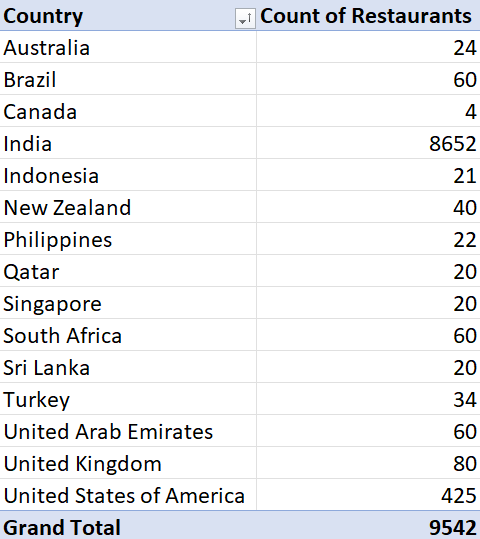 Country Count of Restaurants
Australia 24
Brazil 60
Canada 4
India 8652
Indonesia 21
New Zealand 40
Philippines 22
Qatar 20
Singapore 20
South Africa 60
Sri Lanka 20
Turkey 34
United Arab Emirates 60
United Kingdom 80
United States of America 425
Grand Total 9542